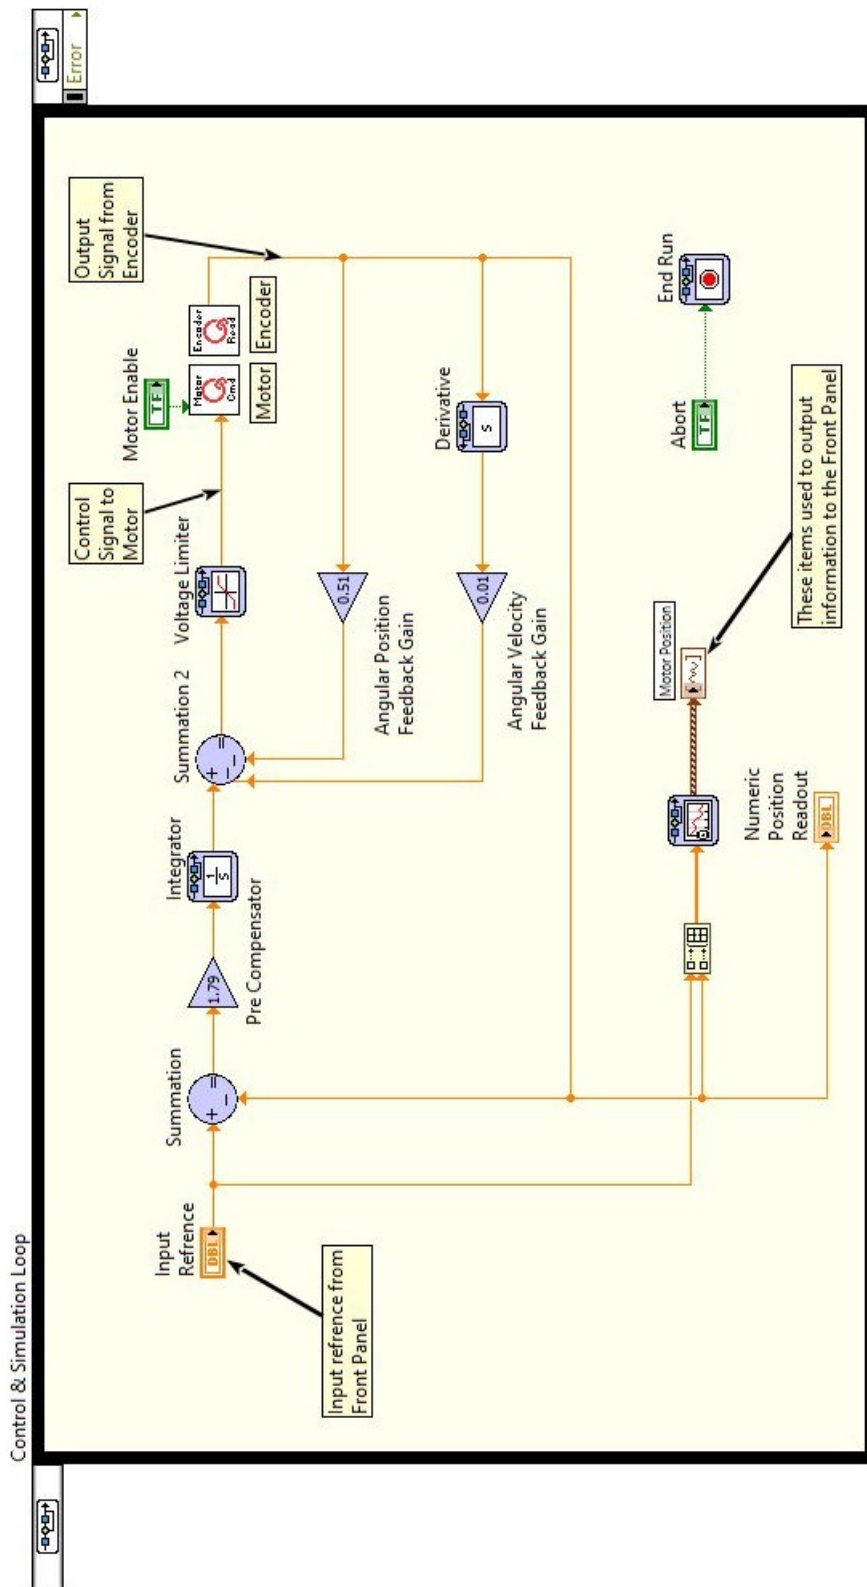 Control & Simulation Loop
Error
Input
Refrence
DBL
Input refrence from
Front Panel
Summation
+
−
=
1.79
Pre Compensator
Integrator
1
s
Summation 2
+
−
−
=
Voltage Limiter
Control
Signal to
Motor
Motor Enable
TF
Motor
Cmd
Motor
Encoder
Read
Encoder
Output
Signal from
Encoder
0.51
Angular Position
Feedback Gain
Derivative
s
0.01
Angular Velocity
Feedback Gain
Abort
TF
End Run
Motor Position
These items used to output
information to the Front Panel
Numeric
Position
Readout
DBL